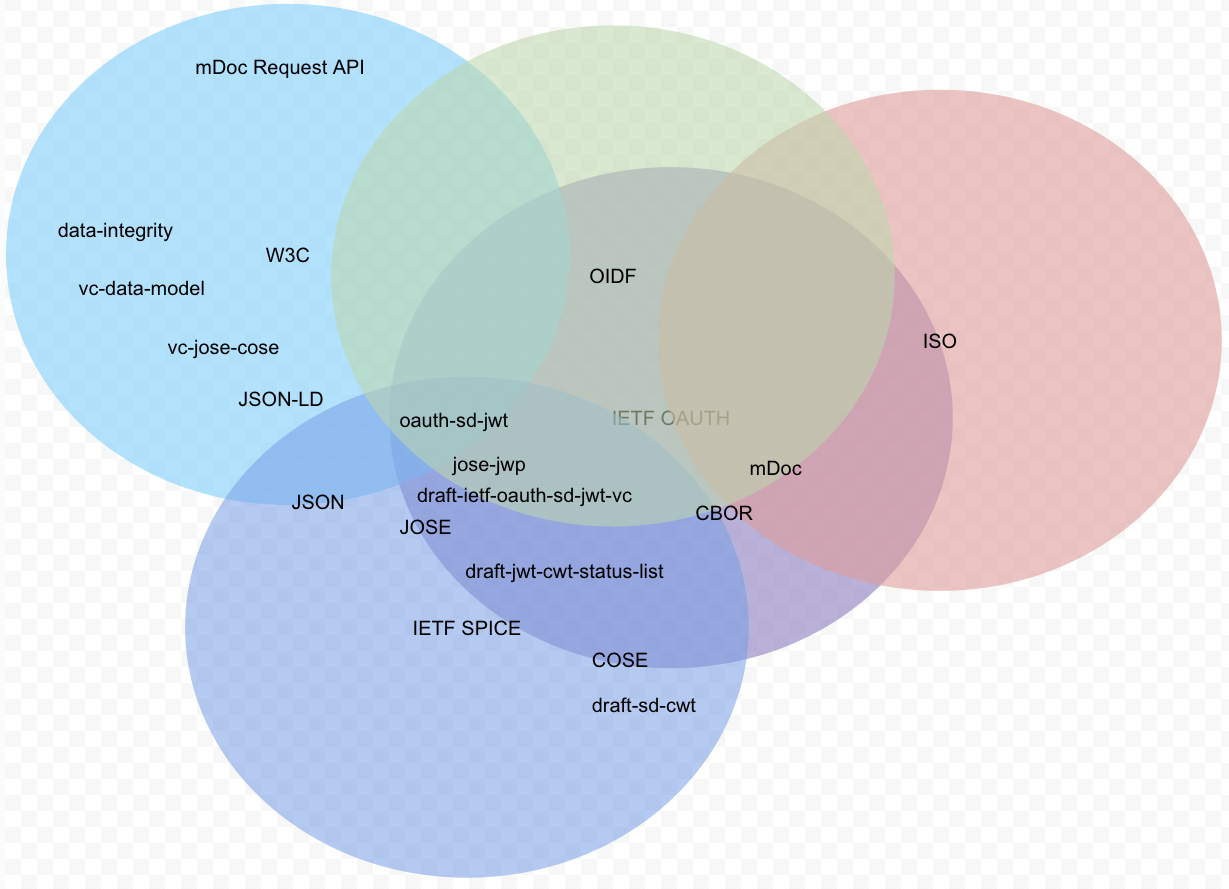 mDoc Request API
data-integrity
W3C
OIDF
vc-data-model
ISO
vc-jose-cose
JSON-LD
oauth-sd-jwt
IETF OAUTH
jose-jwp
mDoc
draft-ietf-oauth-sd-jwt-vc
JSON
CBOR
JOSE
draft-jwt-cwt-status-list
IETF SPICE
COSE
draft-sd-cwt